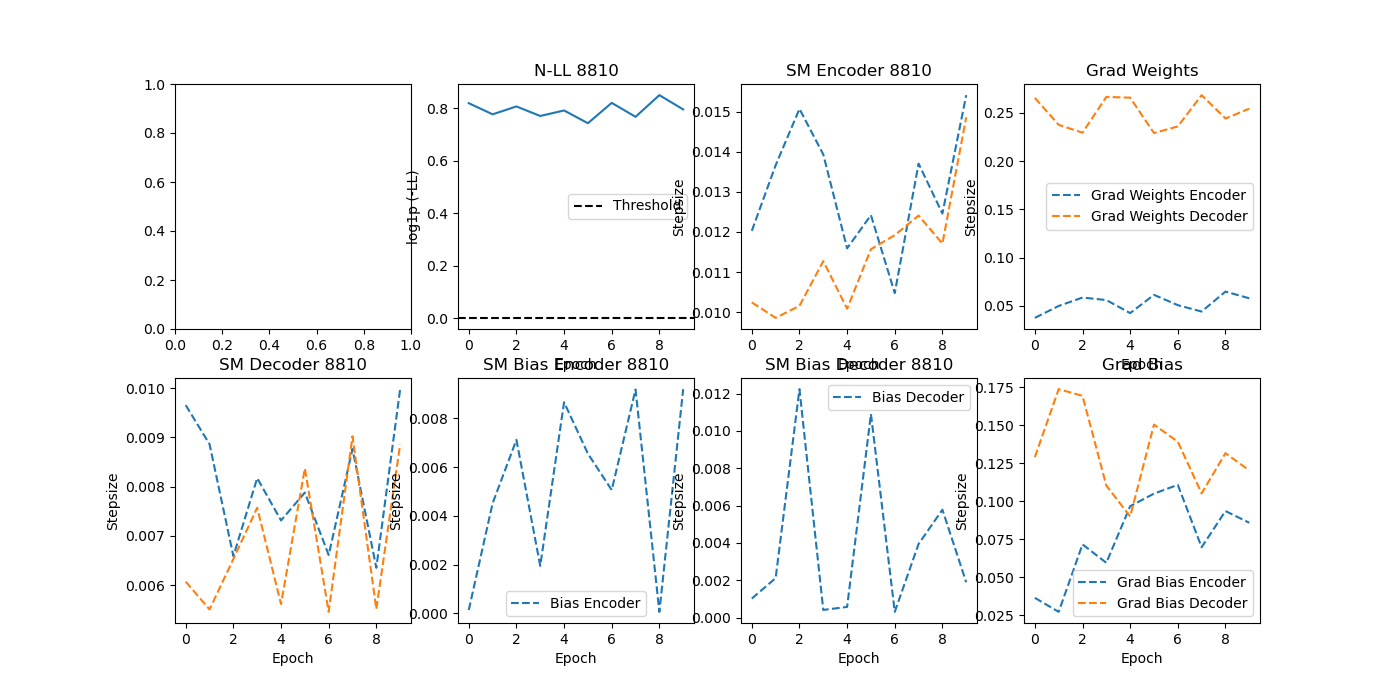 1.0
0.8
0.6
0.4
0.2
0.0
0.0 0.2 0.4 0.6 0.8 1.0
N-LL 8810
log1p (-LL)
0.8
0.6
0.4
0.2
0.0
Threshold
0 2 4 6 8
Epoch
SM Encoder 8810
Stepsize
0.015
0.014
0.013
0.012
0.011
0.010
0 2 4 6 8
Epoch
Grad Weights
Stepsize
0.25
0.20
0.15
0.10
0.05
Grad Weights Encoder
Grad Weights Decoder
0 2 4 6 8
Epoch
SM Decoder 8810
Stepsize
0.010
0.009
0.008
0.007
0.006
0 2 4 6 8
Epoch
SM Bias Encoder 8810
Stepsize
0.008
0.006
0.004
0.002
0.000
Bias Encoder
0 2 4 6 8
Epoch
SM Bias Decoder 8810
Stepsize
0.012
0.010
0.008
0.006
0.004
0.002
0.000
Bias Decoder
0 2 4 6 8
Epoch
Grad Bias
Stepsize
0.175
0.150
0.125
0.100
0.075
0.050
0.025
Grad Bias Encoder
Grad Bias Decoder
0 2 4 6 8
Epoch